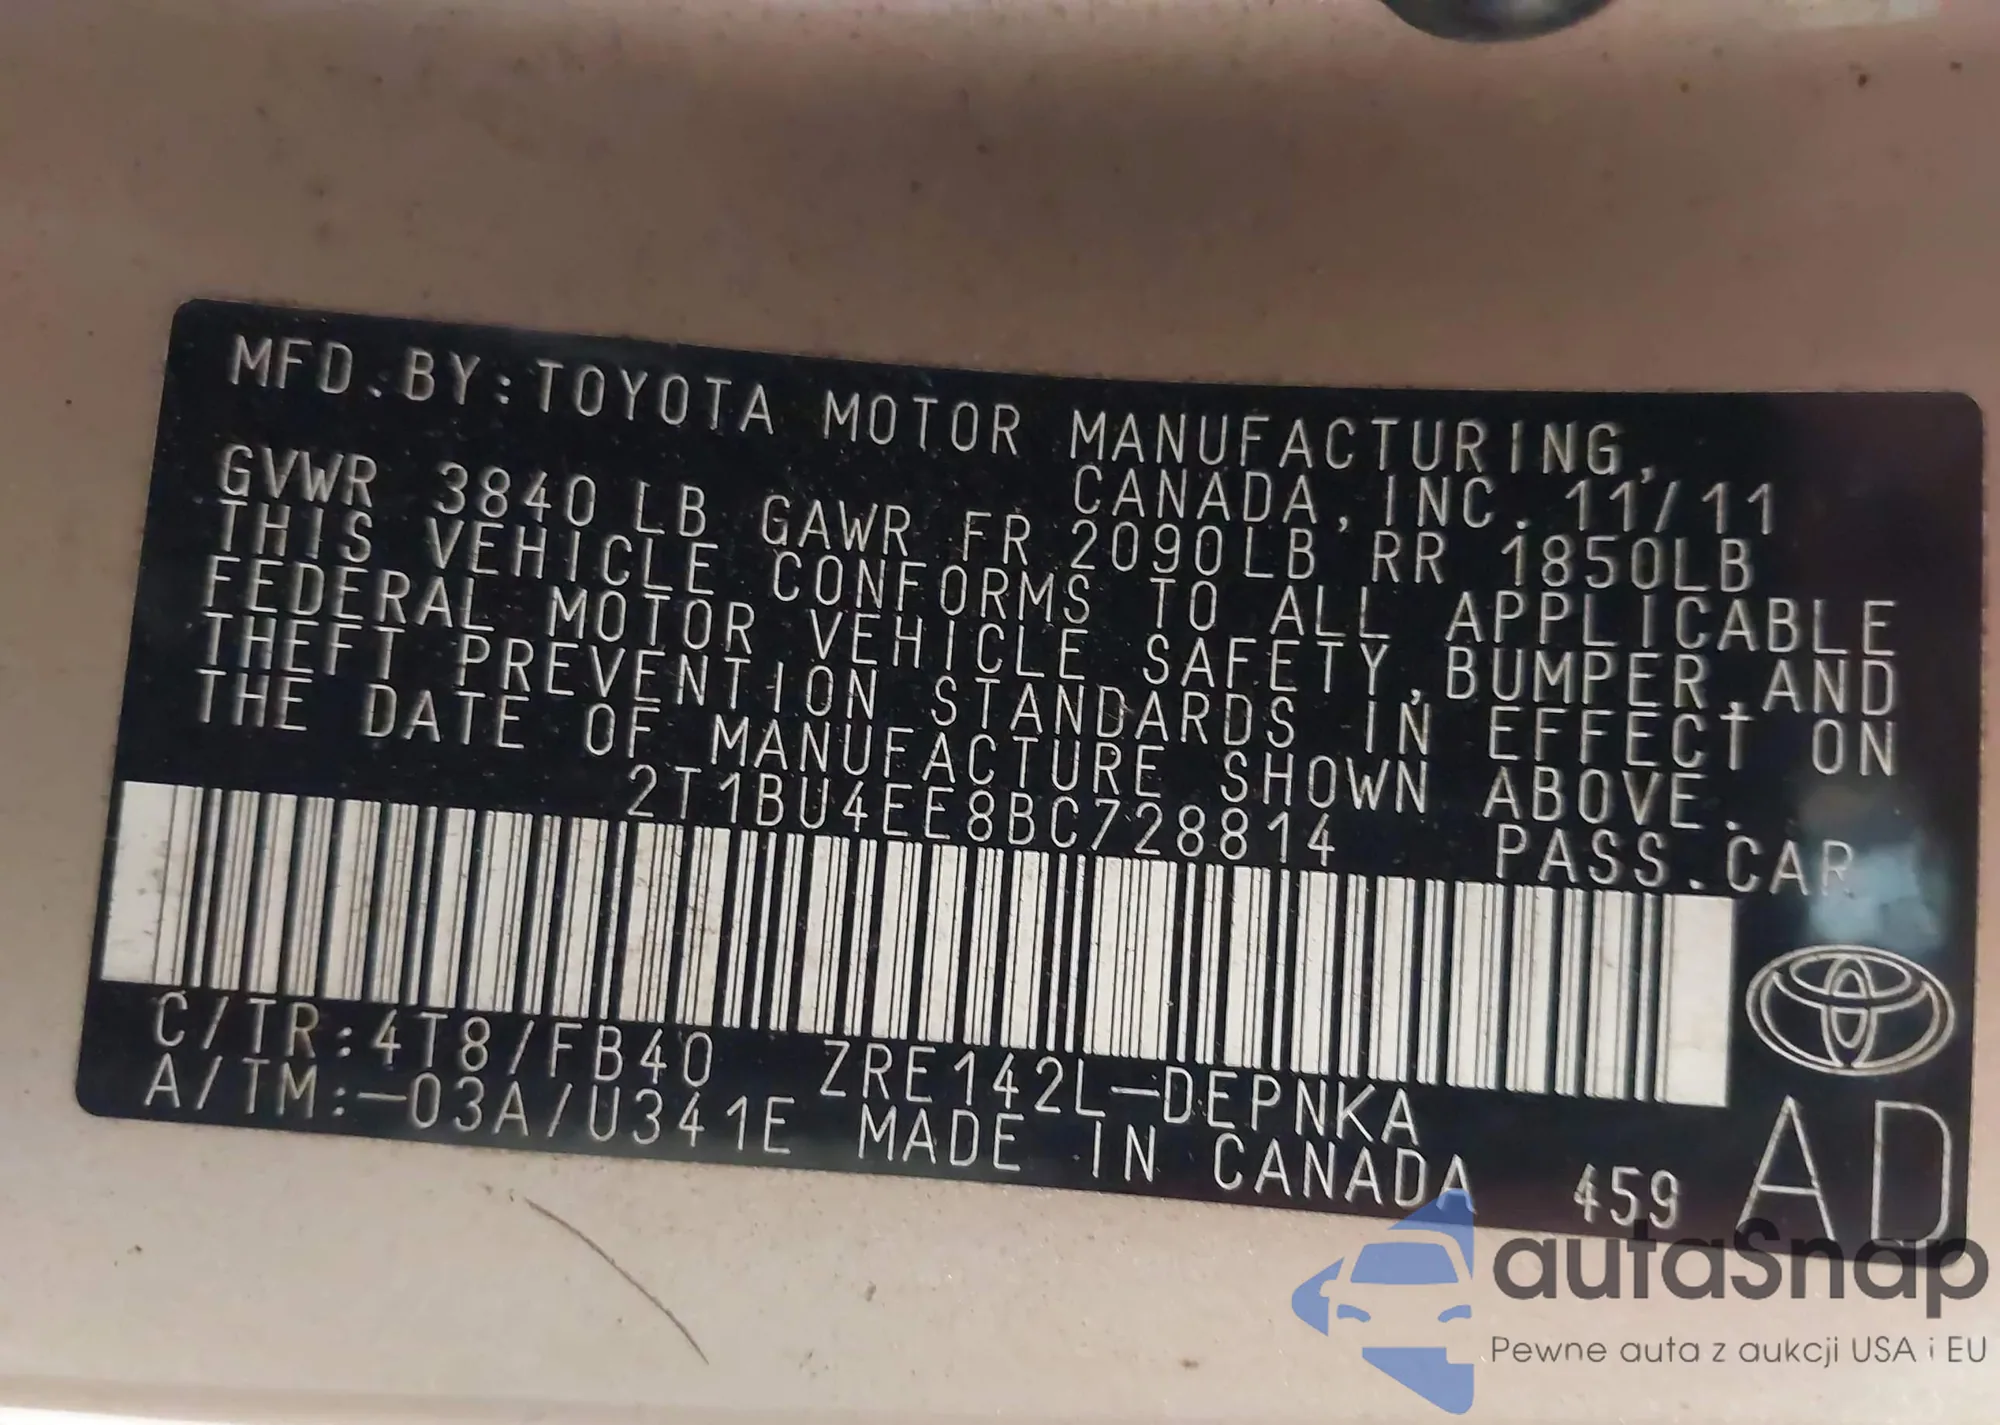 MFD.BY:TOYOTA MOTOR MANUFACTURING,
CANADA,INC. 11/11
GVWR 3840LB GAWR FR 2090LB RR 1850LB
THIS VEHICLE CONFORMS TO ALL APPLICABLE
FEDERAL MOTOR VEHICLE SAFETY,BUMPER,AND
THEFT PREVENTION STANDARDS IN EFFECT ON
THE DATE OF MANUFACTURE SHOWN ABOVE.
2T1BU4EE8BC728814 PASS.CAR
C/TR:4T8/FB40 ZRE142L-DEPNKA
A/TM:-03A/U341E MADE IN CANADA 459 AD
autaSnap
Pewne auta z aukcji USA i EU